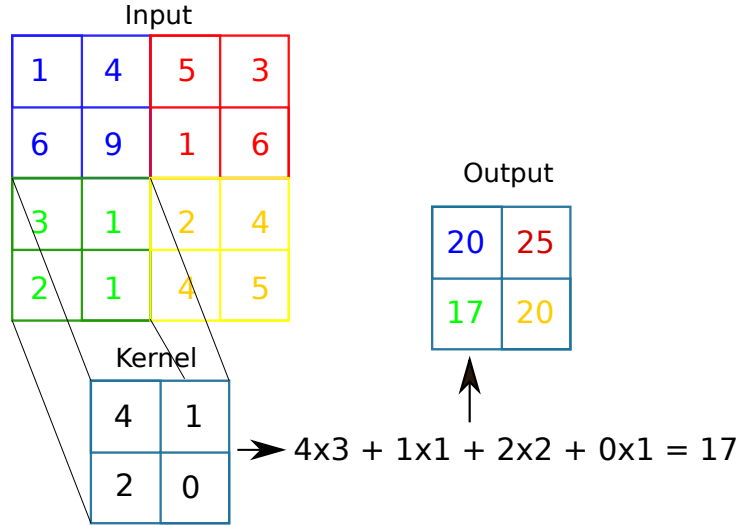 Input
1 4 5 3
6 9 1 6
3 1 2 4
2 1 4 5
Output
20 25
17 20
Kernel
4 1
2 0
4x3 + 1x1 + 2x2 + 0x1 = 17